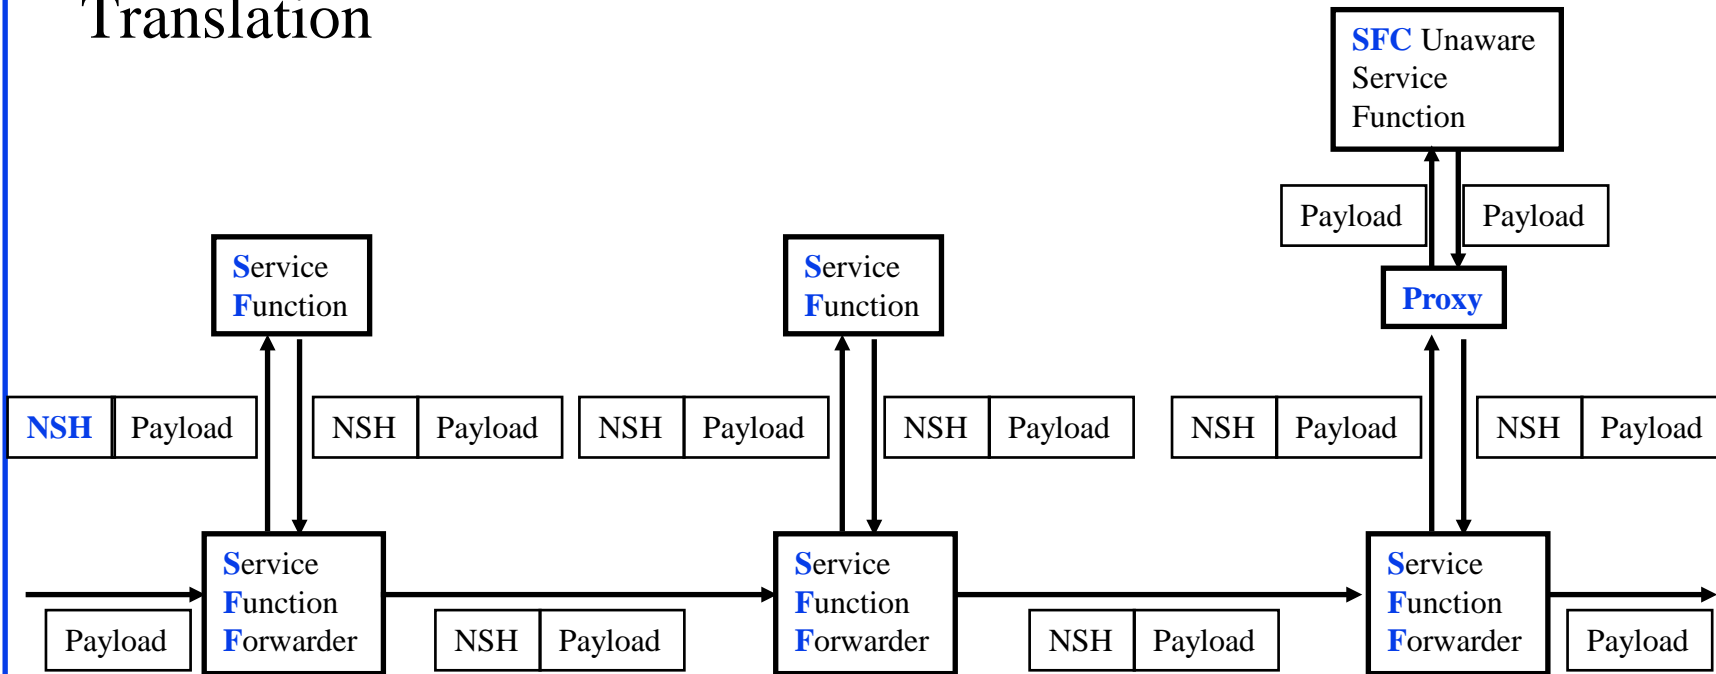 Translation
SFC Unaware
Service
Function
Payload
Payload
Service
Function
Service
Function
Proxy
NSH Payload
NSH Payload
NSH Payload
NSH Payload
NSH Payload
NSH Payload
Service
Function
Forwarder
Service
Function
Forwarder
Service
Function
Forwarder
Payload
NSH Payload
NSH Payload
Payload